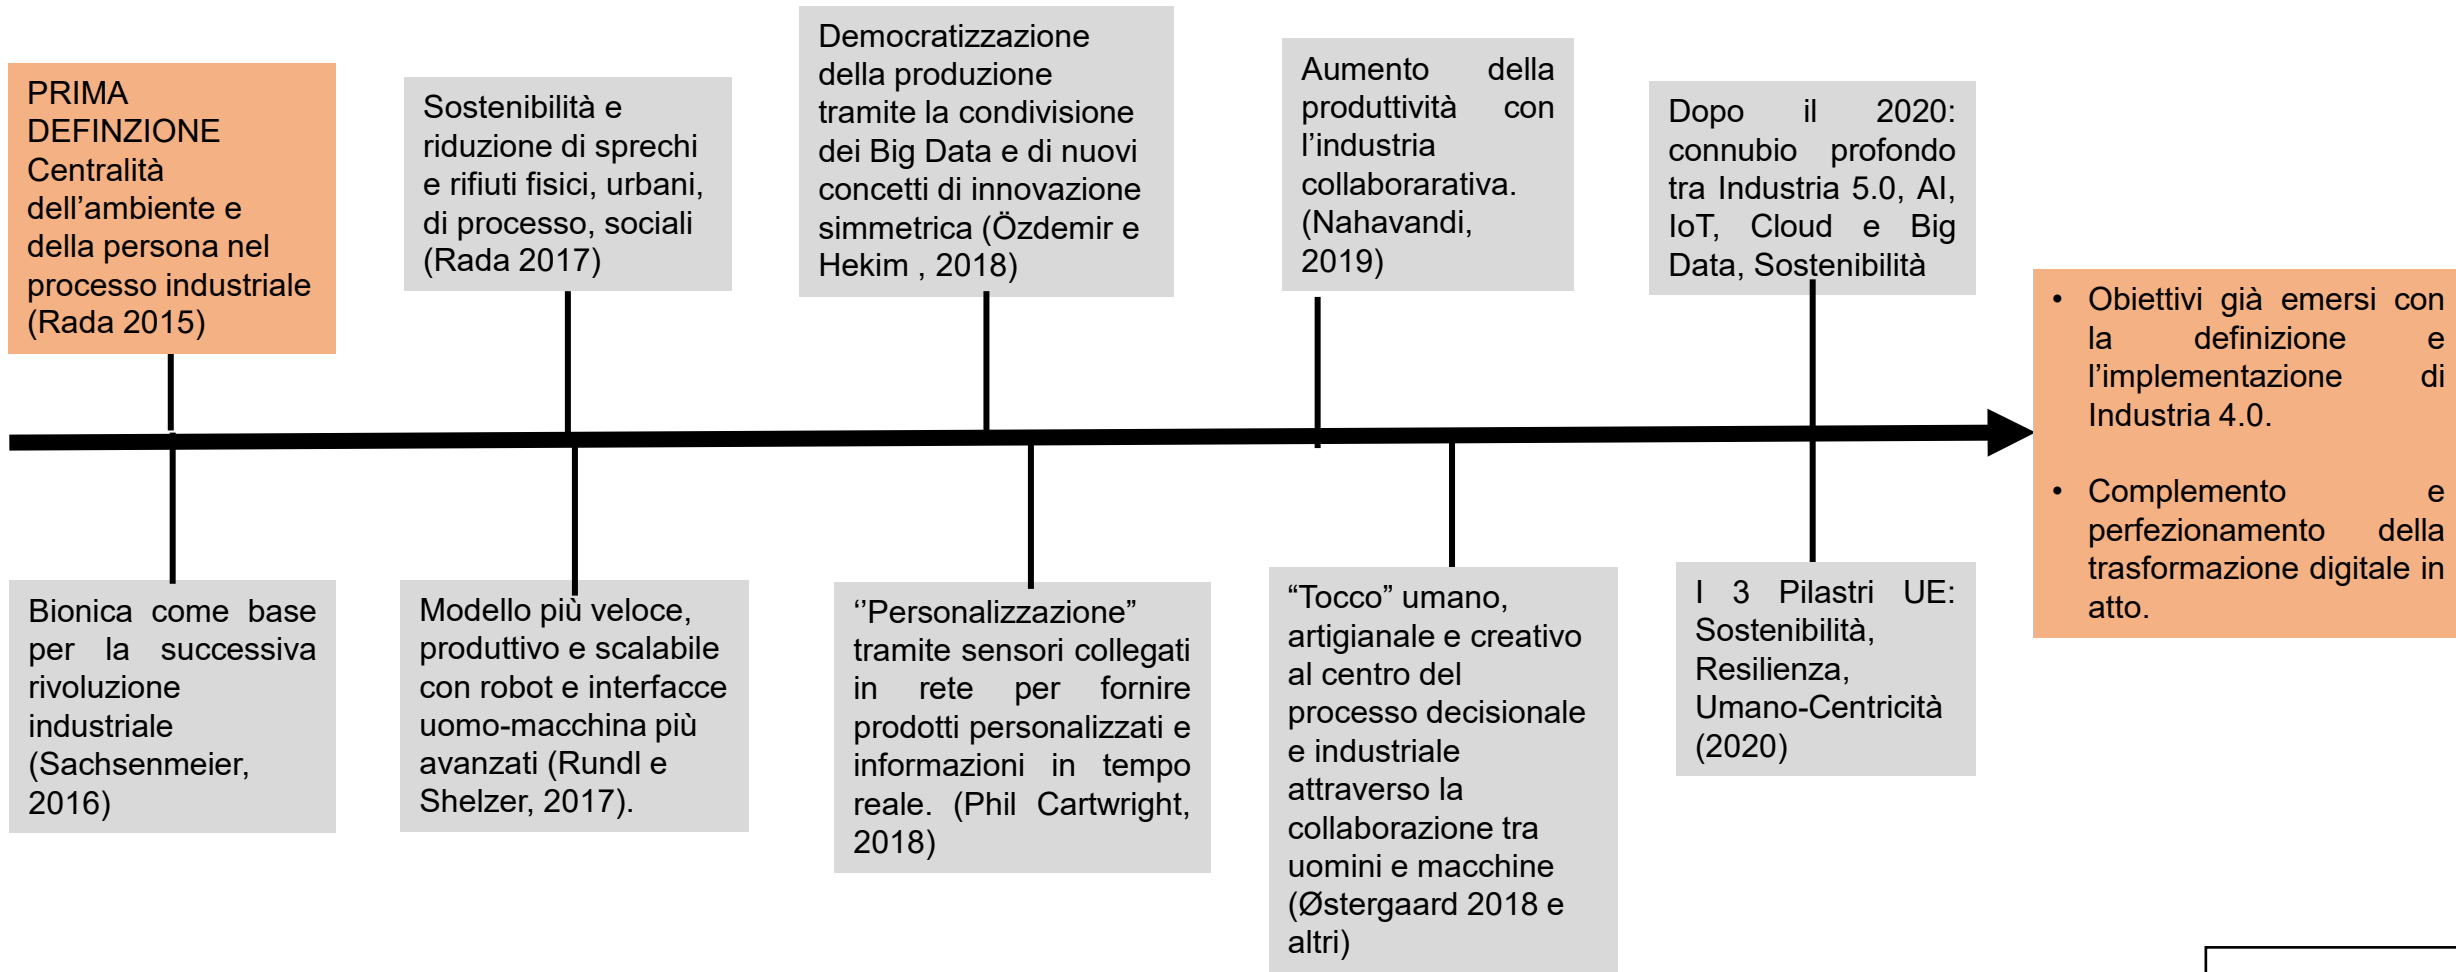 PRIMA
DEFINZIONE
Centralità
dell’ambiente e
della persona nel
processo industriale
(Rada 2015)
Sostenibilità e
riduzione di sprechi
e rifiuti fisici, urbani,
di processo, sociali
(Rada 2017)
Democratizzazione
della produzione
tramite la condivisione
dei Big Data e di nuovi
concetti di innovazione
simmetrica (Özdemir e
Hekim , 2018)
Aumento della
produttività con
l’industria
collaborarativa.
(Nahavandi,
2019)
Dopo il 2020:
connubio profondo
tra Industria 5.0, AI,
IoT, Cloud e Big
Data, Sostenibilità
• Obiettivi già emersi con
la definizione e
l’implementazione di
Industria 4.0.
• Complemento e
perfezionamento della
trasformazione digitale in
atto.
Bionica come base
per la successiva
rivoluzione
industriale
(Sachsenmeier,
2016)
Modello più veloce,
produttivo e scalabile
con robot e interfacce
uomo-macchina più
avanzati (Rundl e
Shelzer, 2017).
‘’Personalizzazione”
tramite sensori collegati
in rete per fornire
prodotti personalizzati e
informazioni in tempo
reale. (Phil Cartwright,
2018)
“Tocco” umano,
artigianale e creativo
al centro del
processo decisionale
e industriale
attraverso la
collaborazione tra
uomini e macchine
(Østergaard 2018 e
altri)
I 3 Pilastri UE:
Sostenibilità,
Resilienza,
Umano-Centricità
(2020)